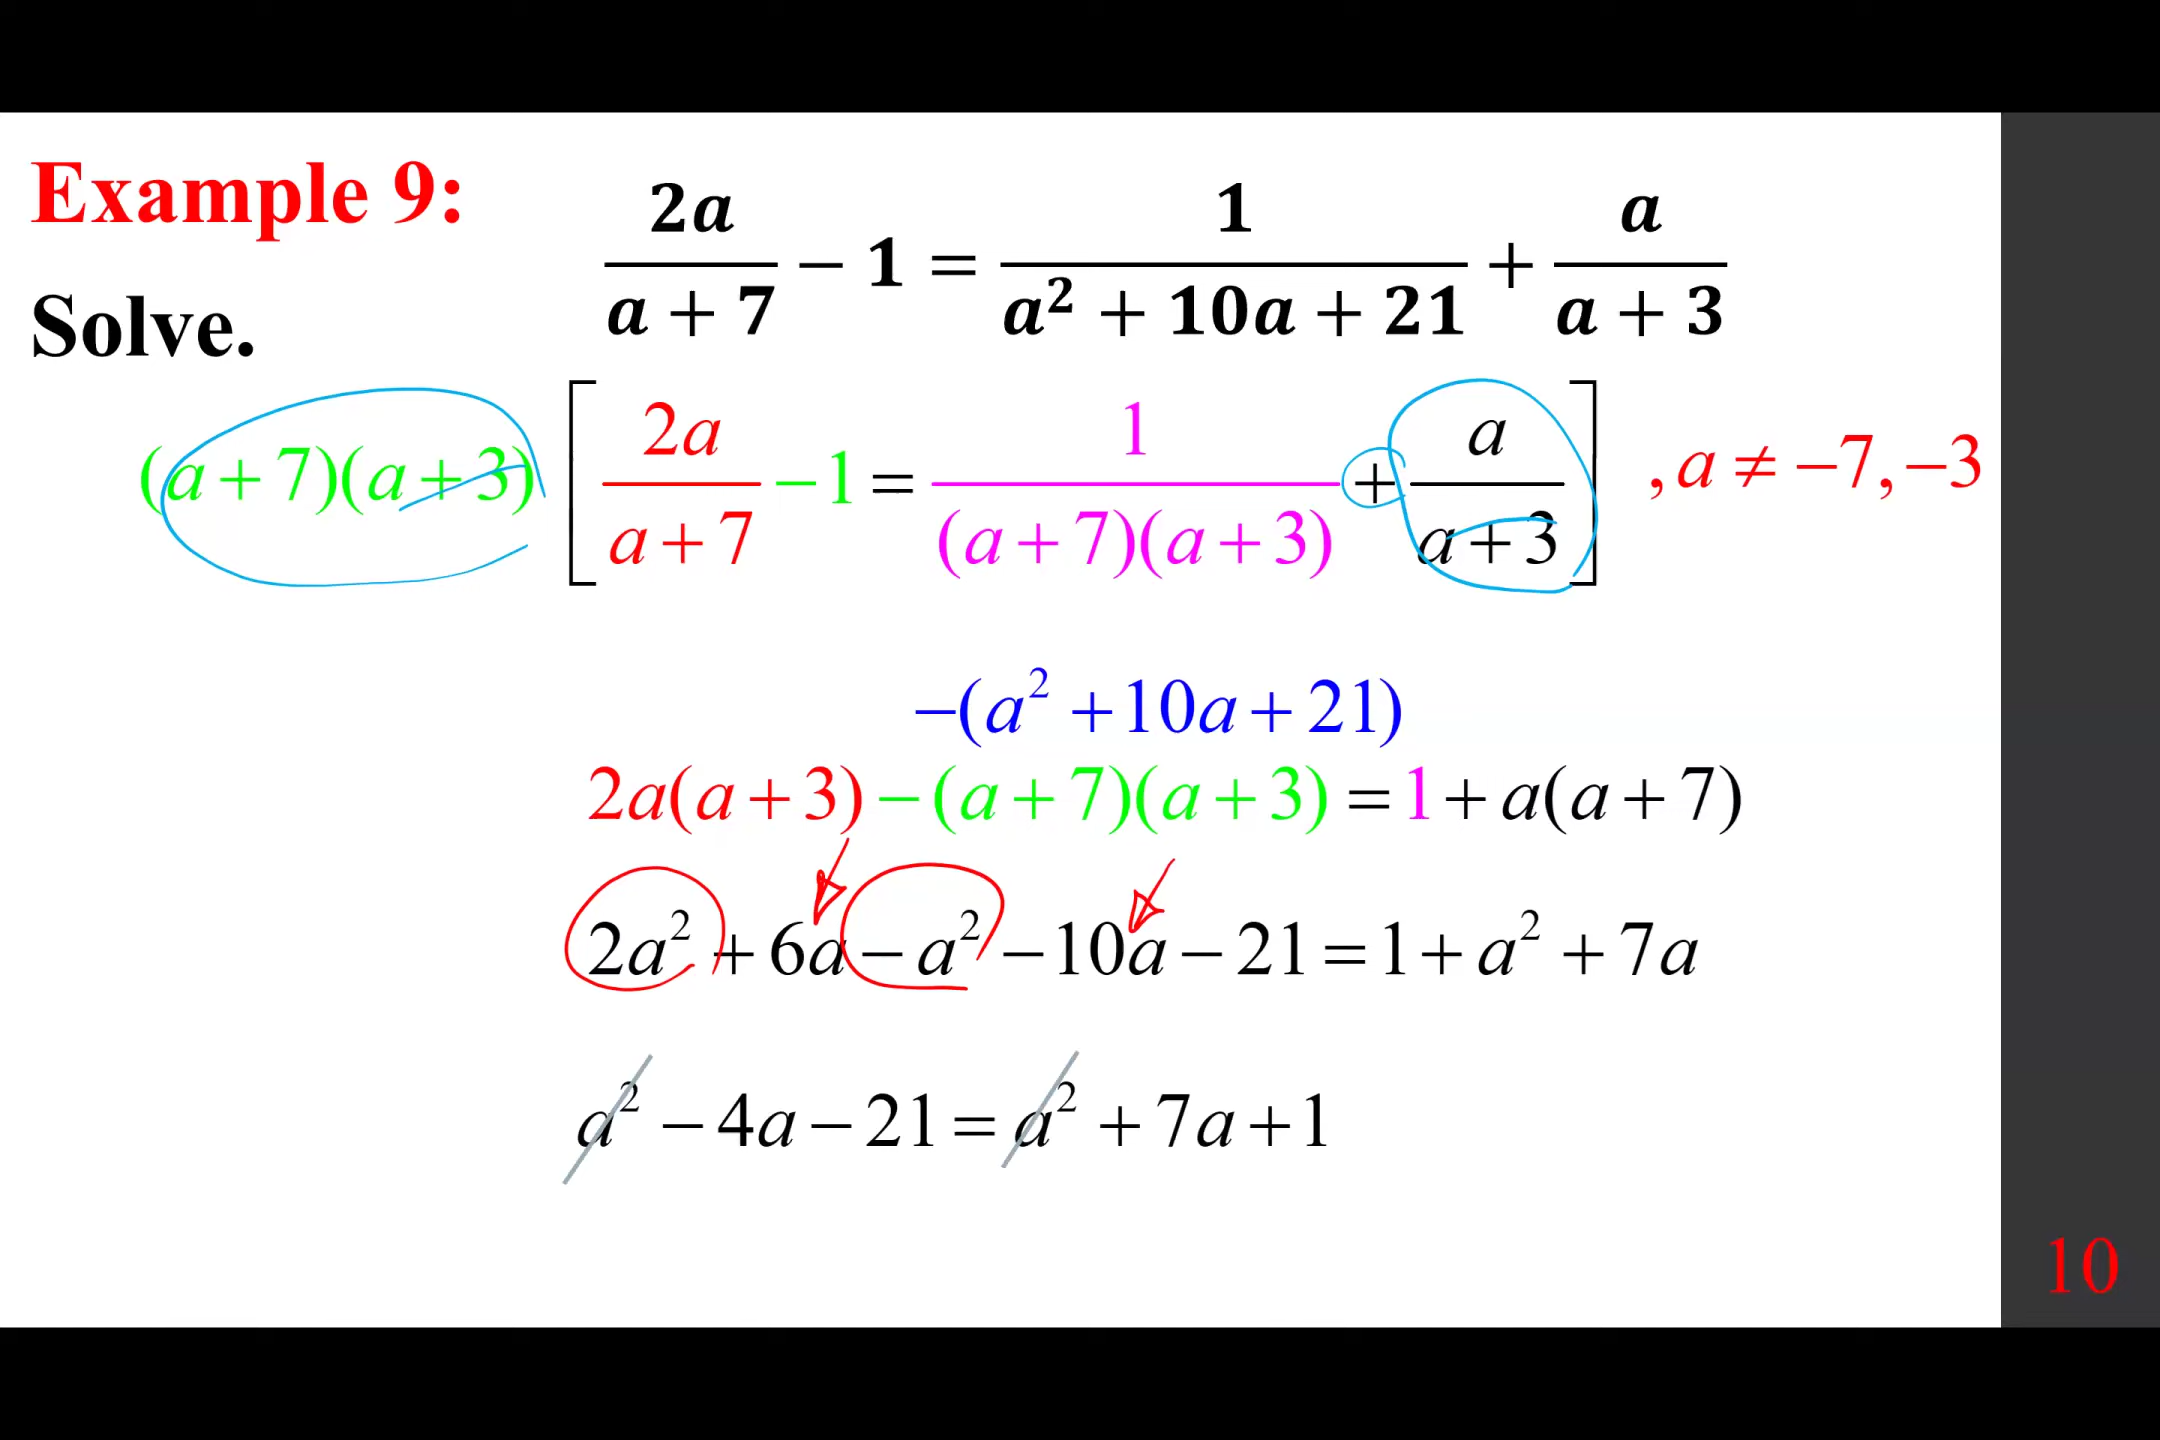 Example 9:
Solve.
2a/(a + 7) − 1 = 1/(a² + 10a + 21) + a/(a + 3)
(a + 7)(a + 3) [ 2a/(a + 7) − 1 = 1/((a + 7)(a + 3)) + a/(a + 3) ] , a ≠ −7, −3
−(a² + 10a + 21)
2a(a + 3) − (a + 7)(a + 3) = 1 + a(a + 7)
2a² + 6a − a² − 10a − 21 = 1 + a² + 7a
a² − 4a − 21 = a² + 7a + 1
10